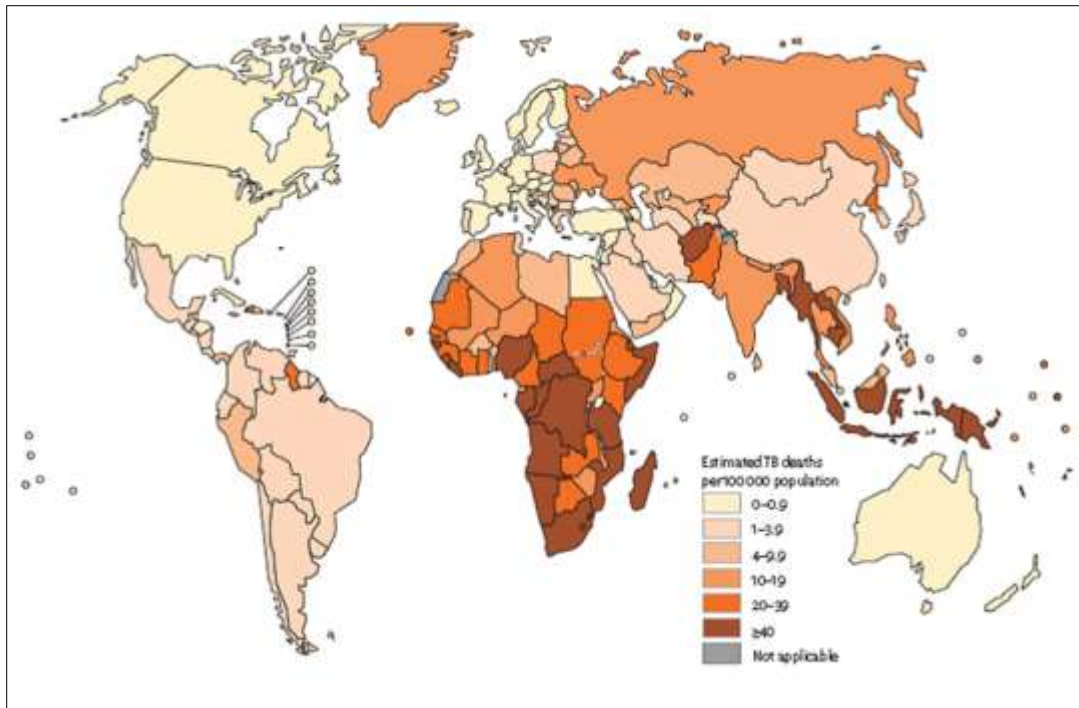 Estimated TB deaths
per 100 000 population
0–0.9
1–3.9
4–9.9
10–19
20–39
≥40
Not applicable